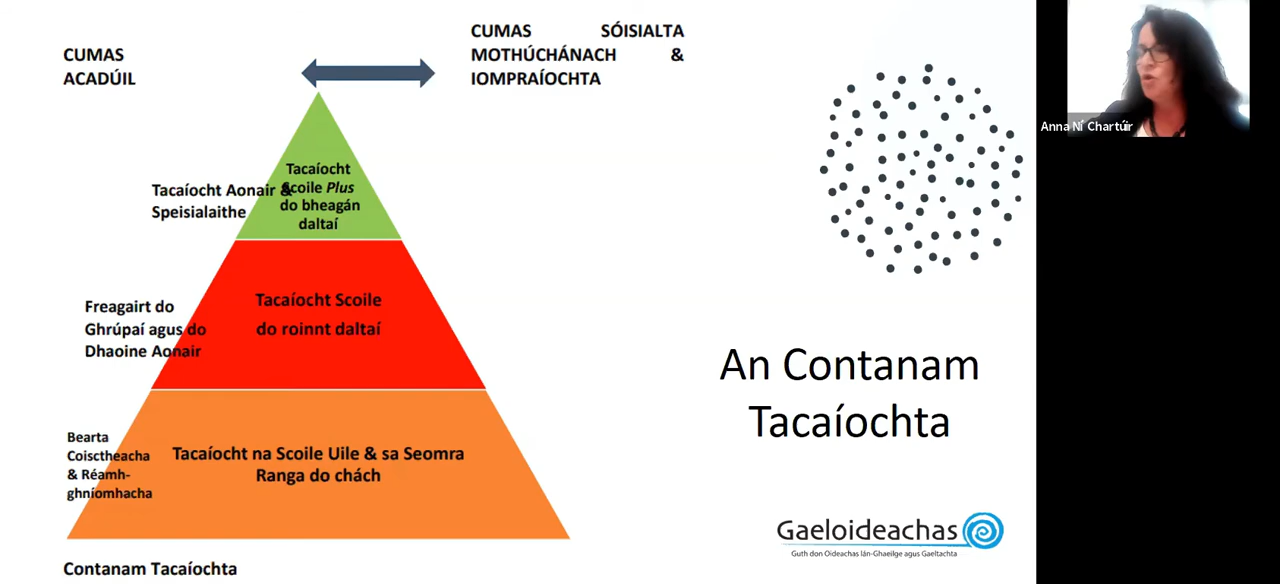 CUMAS
ACADÚIL
CUMAS SÓISIALTA
MOTHÚCHÁNACH &
IOMPRAÍOCHTA
Tacaíocht
Scoile Plus
do bheagán
daltaí
Tacaíocht Aonair &
Speisialaithe
Tacaíocht Scoile
do roinnt daltaí
Freagairt do
Ghrúpaí agus do
Dhaoine Aonair
Tacaíocht na Scoile Uile & sa Seomra
Ranga do chách
Bearta
Coisctheacha
& Réamh-
ghníomhacha
Contanam Tacaíochta
An Contanam
Tacaíochta
Gaeloideachas
Guth don Oideachas lán-Ghaeilge agus Gaeltachta
Anna Ní Chartúir